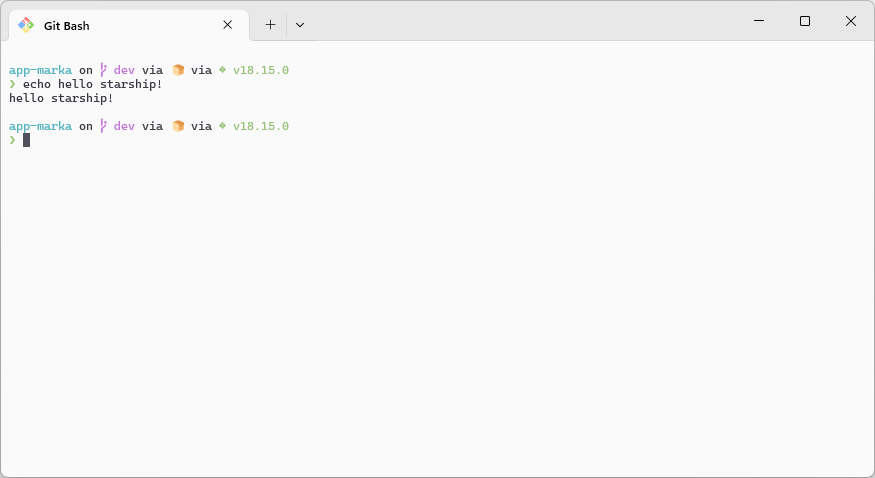 Git Bash
app-marka on dev via 🍞 via � v18.15.0
❯ echo hello starship!
hello starship!
app-marka on dev via 🍞 via � v18.15.0
❯